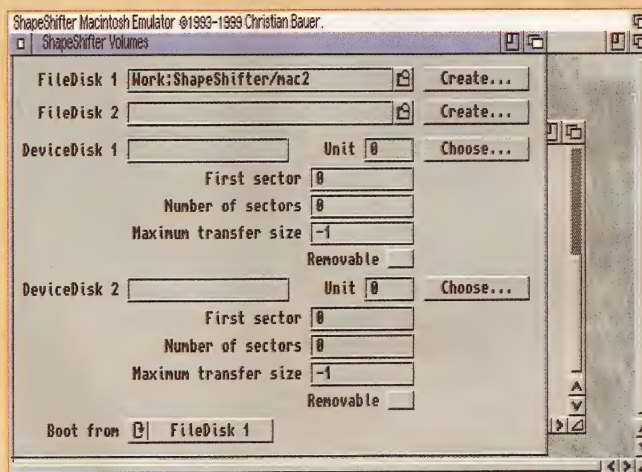 ShapeShifter Macintosh Emulator ©1993-1999 Christian Bauer.
ShapeShifter Volumes
FileDisk 1 Work:ShapeShifter/mac2 Create...
FileDisk 2 Create...
DeviceDisk 1 Unit 0 Choose...
First sector 0
Number of sectors 0
Maximum transfer size -1
Removable
DeviceDisk 2 Unit 0 Choose...
First sector 0
Number of sectors 0
Maximum transfer size -1
Removable
Boot from FileDisk 1